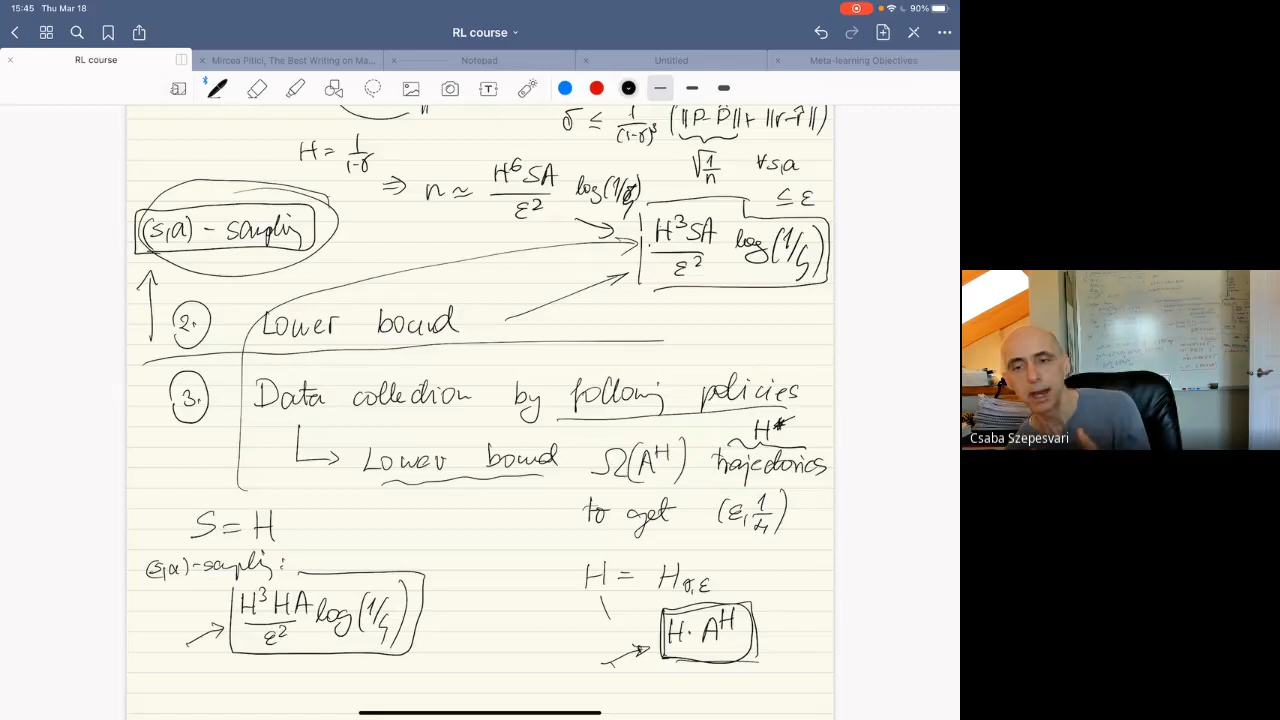 15:45 Thu Mar 18
90%
RL course
RL course
Mircea Pitici, The Best Writing on Ma...
Notepad
Untitled
Meta-learning Objectives
H = 1/(1-γ)
σ ≤ 1/(1-γ)³ (||P-P̂|| + ||r-r̂||)
√(1/n) ∀s,a
≤ ε
⇒ n ≈ H⁶SA/ε² log(1/δ)
(s,a) - sampling
H³SA/ε² log(1/δ)
2. Lower bound
3. Data collection by following policies
H*
Lower bound Ω(A^H) trajectories
to get (ε, 1/4)
S = H
(s,a)-sampling:
H³HA/ε² log(1/δ)
H = H_γ,ε
H · A^H
Csaba Szepesvari